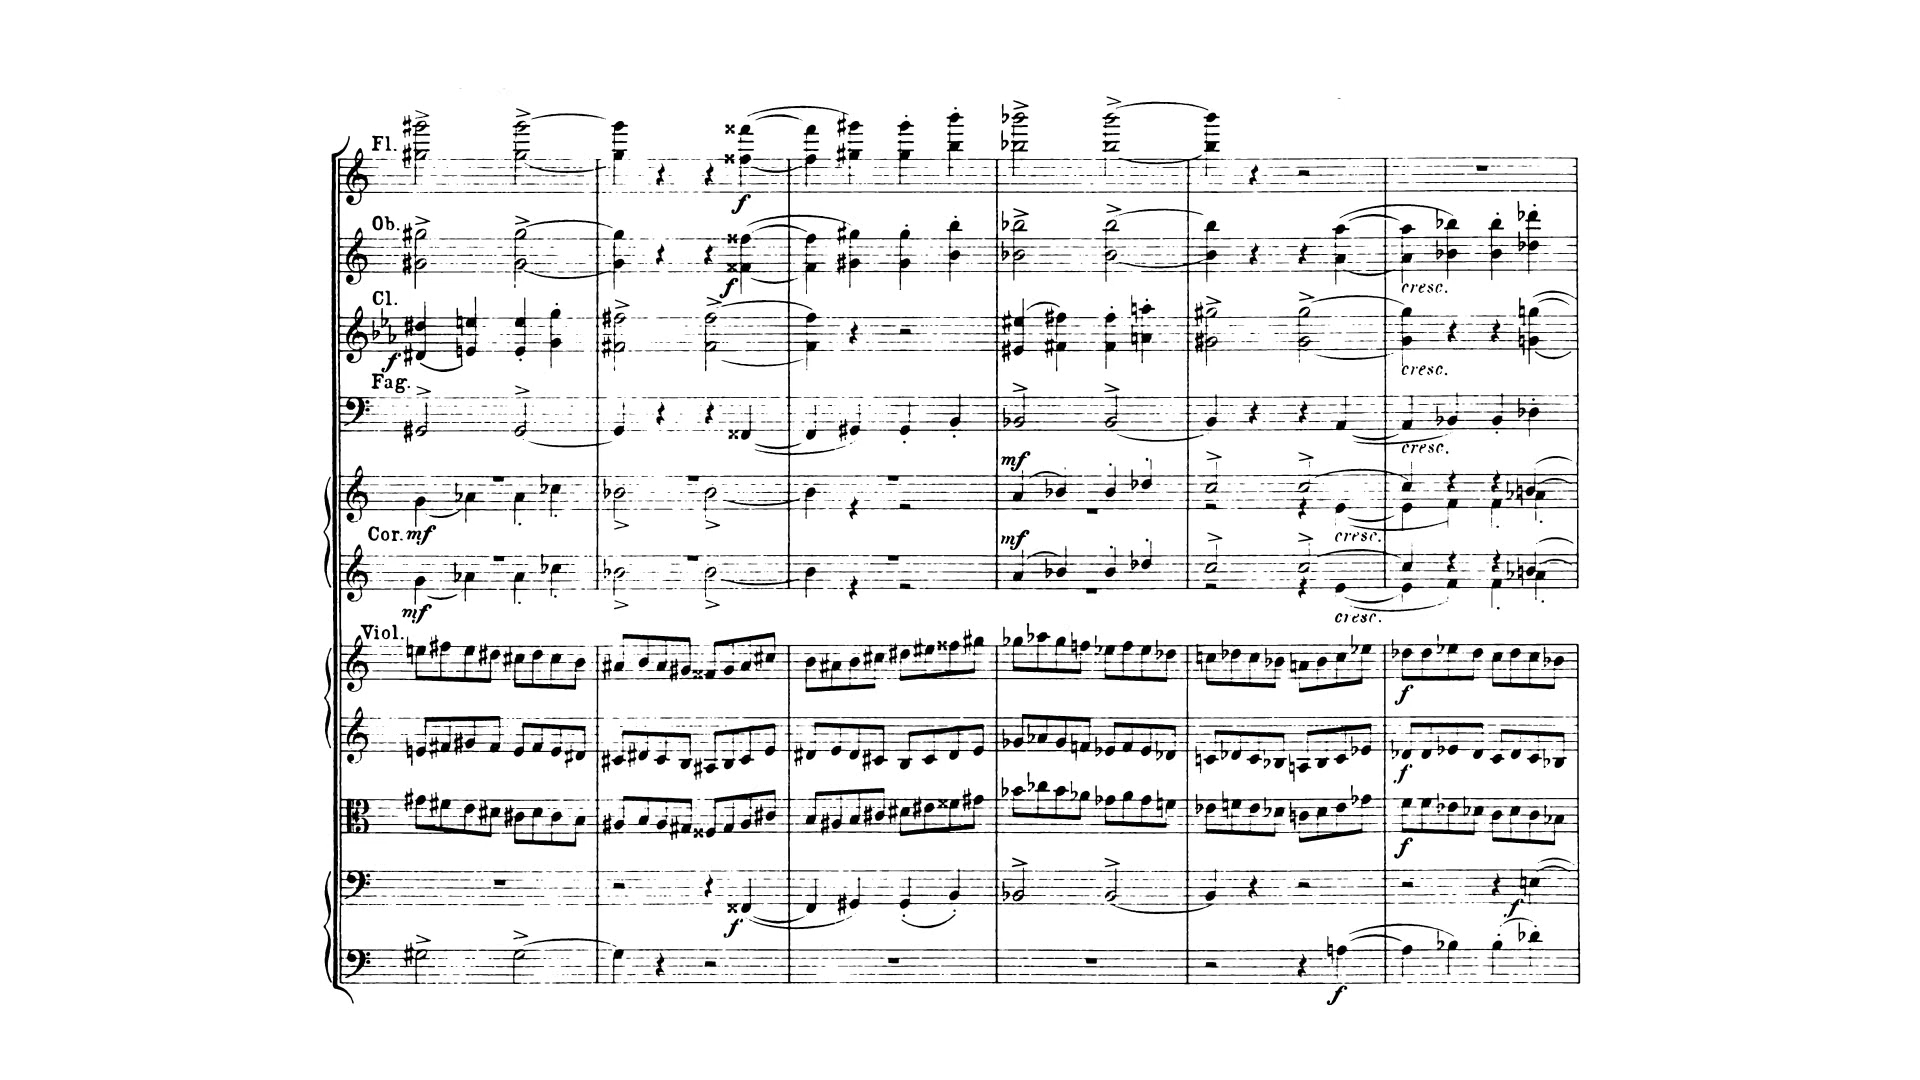 Fl.
f
Ob.
f
cresc.
Cl.
f
cresc.
Fag.
cresc.
mf
Cor. mf
mf
cresc.
mf
cresc.
Viol.
f
f
f
f
f
f